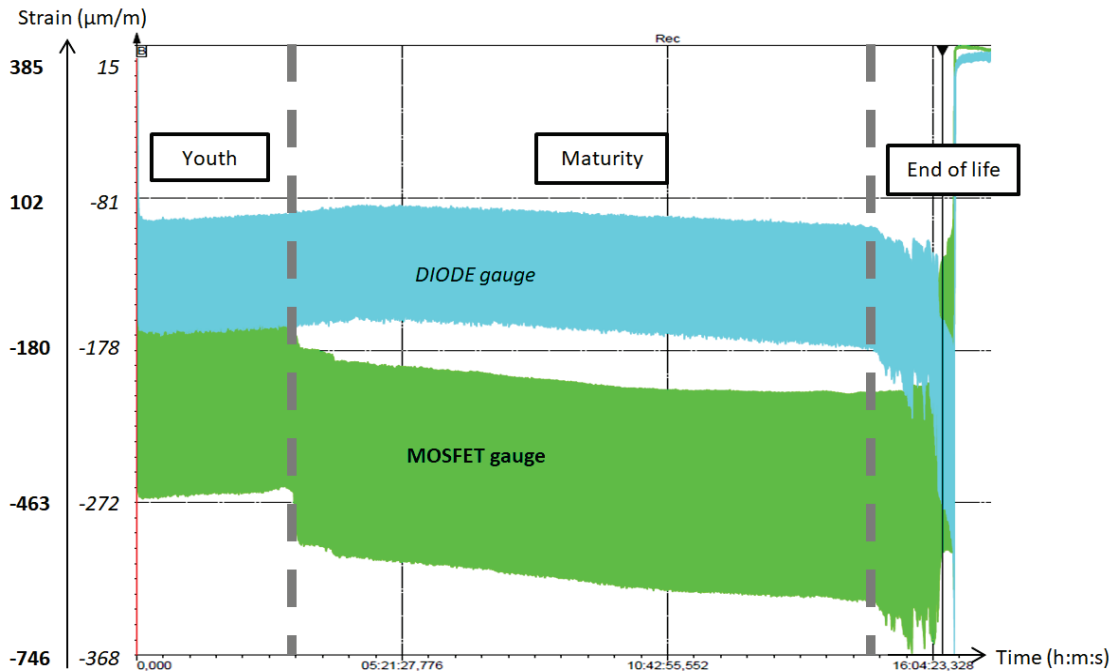 Strain (µm/m)
Rec
385 15
Youth
Maturity
End of life
102 -81
DIODE gauge
-180 -178
MOSFET gauge
-463 -272
-746 -368
0,000 05:21:27,776 10:42:55,552 16:04:23,328 Time (h:m:s)